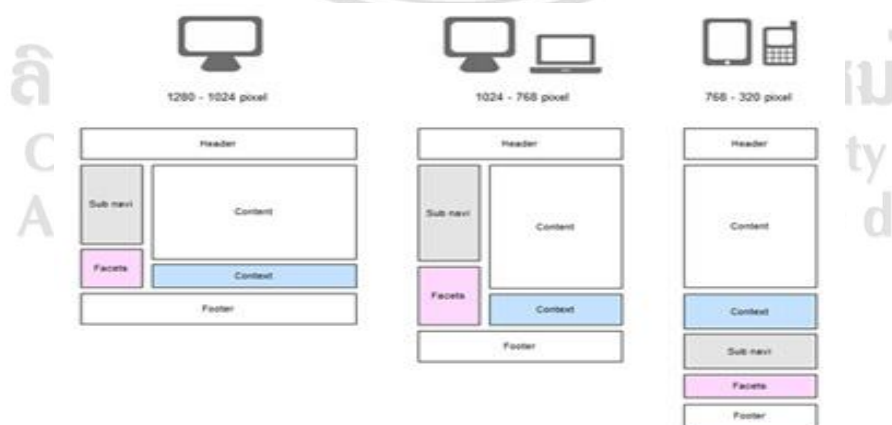 1280 - 1024 pixel
Header
Sub navi
Content
Facets
Context
Footer
1024 - 768 pixel
Header
Sub navi
Content
Facets
Context
Footer
768 - 320 pixel
Header
Content
Context
Sub navi
Facets
Footer